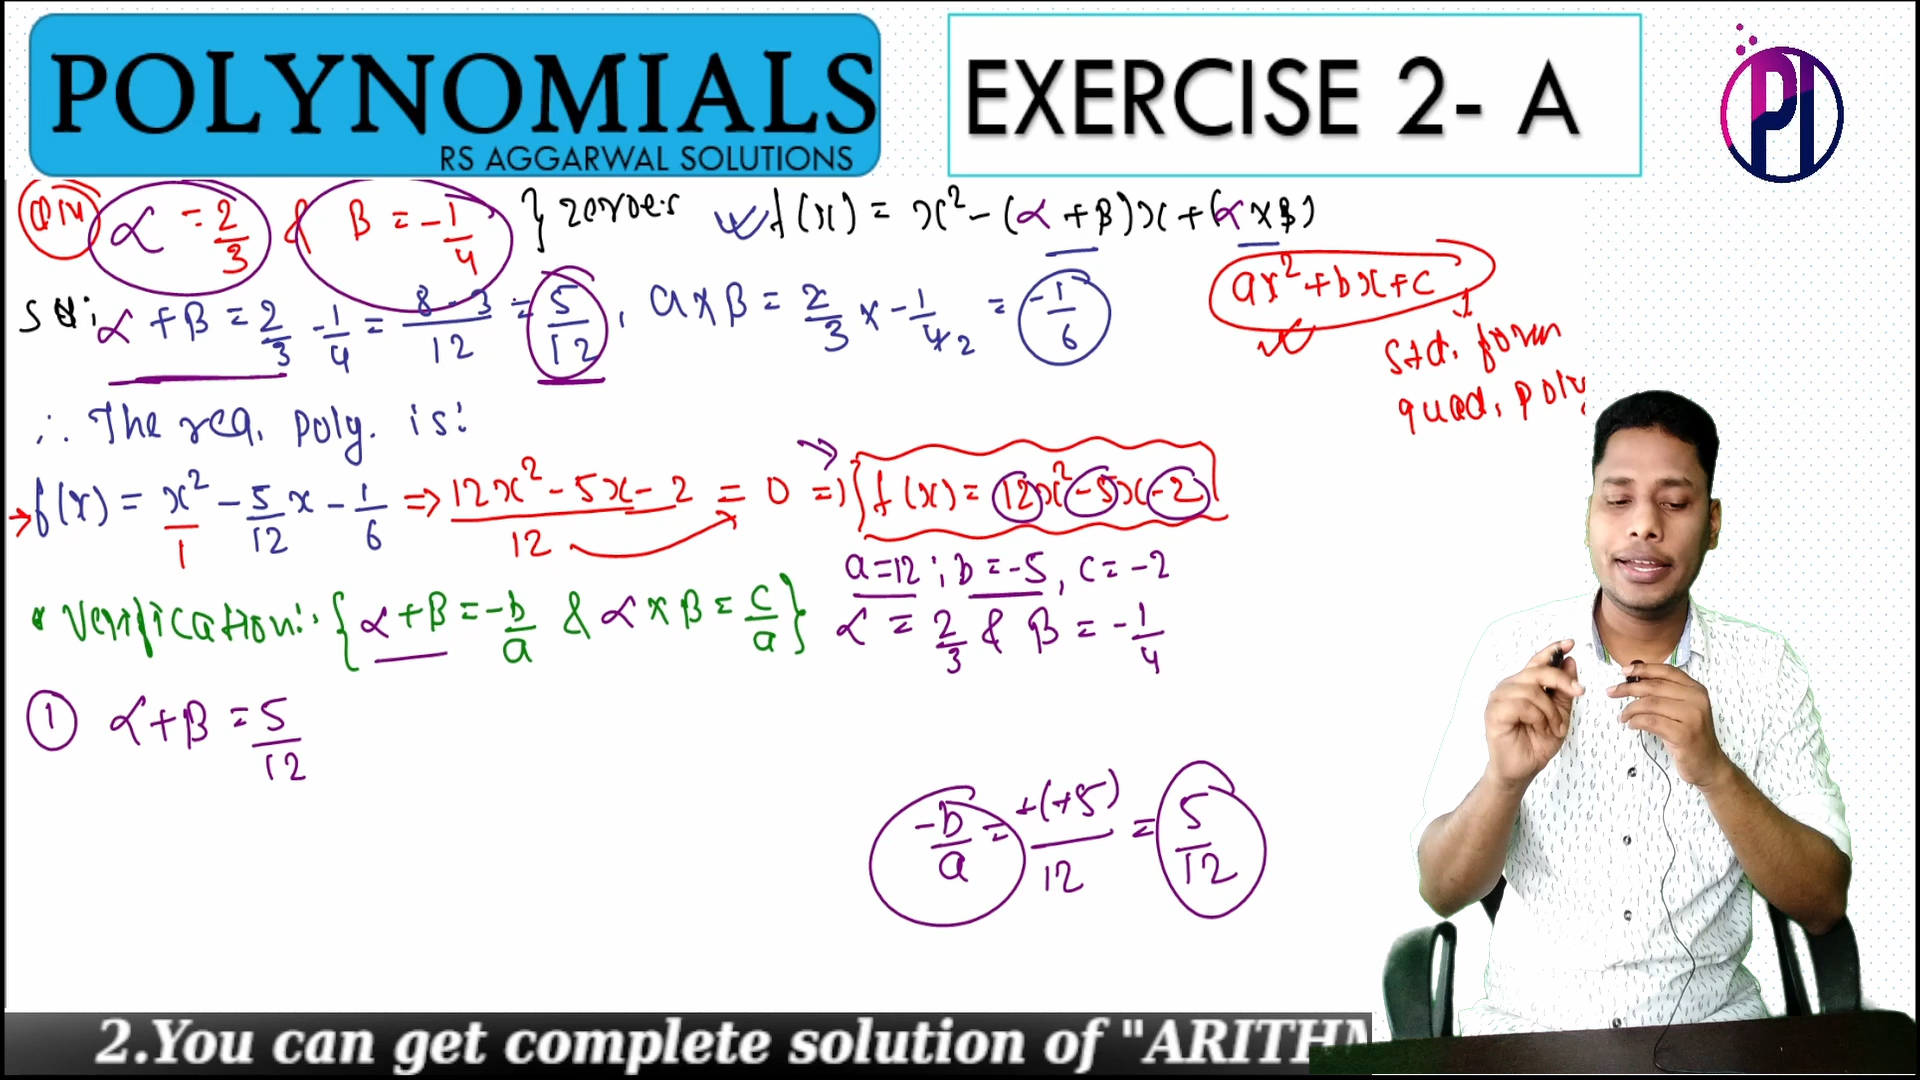 POLYNOMIALS
RS AGGARWAL SOLUTIONS
EXERCISE 2- A
PI
Q14 α = 2/3 & β = -1/4 } zeroes f(x) = x² - (α + β)x + (α x β)
ax² + bx + c
Std. form
quad. poly
Sol: α + β = 2/3 - 1/4 = 8 - 3/12 = 5/12, α x β = 2/3 x -1/4 2 = -1/6
∴ The req. poly. is:
f(x) = x²/1 - 5/12 x - 1/6 => 12x² - 5x - 2/12 = 0 => f(x) = 12x² - 5x - 2
a = 12; b = -5, c = -2
* Verification: {α + β = -b/a & α x β = c/a} α = 2/3 & β = -1/4
1 α + β = 5/12
-b/a = +(+5)/12 = 5/12
2.You can get complete solution of "ARITHM